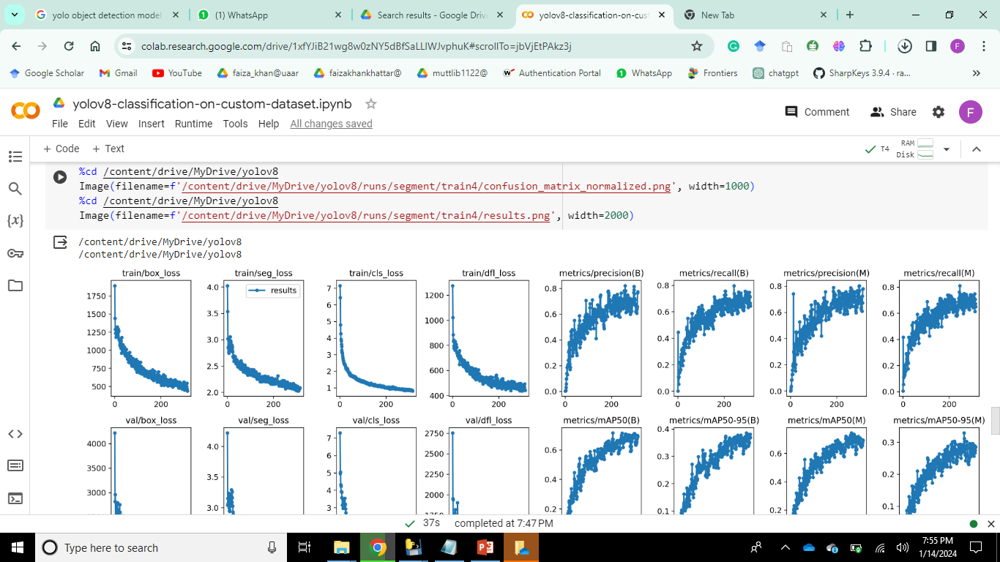 yolo object detection model
(1) WhatsApp
Search results - Google Driv
yolov8-classification-on-cust
New Tab
colab.research.google.com/drive/1xfYJiB21wg8w0zNY5dBfSaLLlWJvphuK#scrollTo=jbVjEtPAkz3j
F
Google Scholar
Gmail
YouTube
faiza_khan@uaar
faizakhankhattar@
muttlib1122@
Authentication Portal
WhatsApp
Frontiers
chatgpt
SharpKeys 3.9.4 · ra...
yolov8-classification-on-custom-dataset.ipynb
Comment
Share
F
File Edit View Insert Runtime Tools Help All changes saved
+ Code + Text
T4
RAM
Disk
%cd /content/drive/MyDrive/yolov8
Image(filename=f'/content/drive/MyDrive/yolov8/runs/segment/train4/confusion_matrix_normalized.png', width=1000)
%cd /content/drive/MyDrive/yolov8
Image(filename=f'/content/drive/MyDrive/yolov8/runs/segment/train4/results.png', width=2000)
/content/drive/MyDrive/yolov8
/content/drive/MyDrive/yolov8
train/box_loss
1750
1500
1250
1000
750
500
0 200
train/seg_loss
results
4.0
3.5
3.0
2.5
2.0
0 200
train/cls_loss
7
6
5
4
3
2
1
0 200
train/dfl_loss
1200
1000
800
600
400
0 200
metrics/precision(B)
0.8
0.6
0.4
0.2
0.0
0 200
metrics/recall(B)
0.8
0.6
0.4
0.2
0.0
0 200
metrics/precision(M)
0.8
0.6
0.4
0.2
0.0
0 200
metrics/recall(M)
0.8
0.6
0.4
0.2
0.0
0 200
val/box_loss
4000
3500
3000
val/seg_loss
4.0
3.5
3.0
val/cls_loss
7
6
5
4
3
val/dfl_loss
2750
2500
2250
2000
1750
metrics/mAP50(B)
0.6
0.4
0.2
metrics/mAP50-95(B)
0.4
0.3
0.2
0.1
metrics/mAP50(M)
0.6
0.4
0.2
metrics/mAP50-95(M)
0.3
0.2
0.1
37s completed at 7:47 PM
Type here to search
7:55 PM
1/14/2024